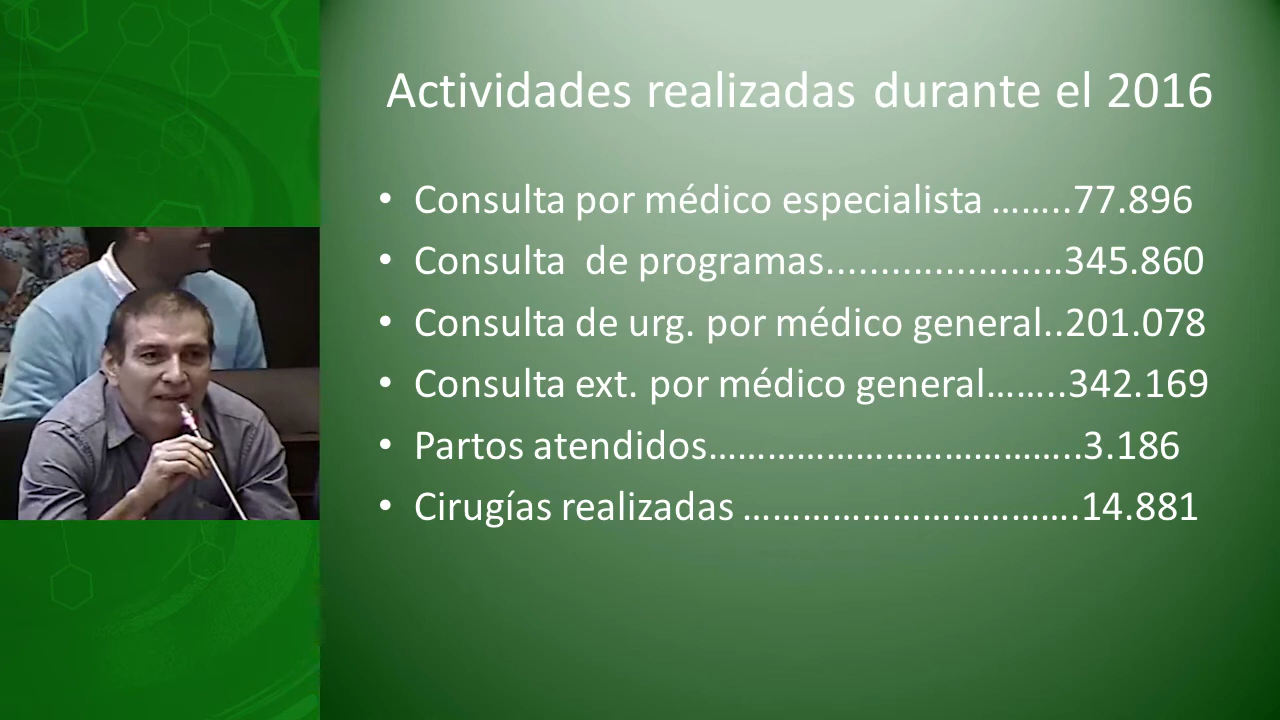 Actividades realizadas durante el 2016
• Consulta por médico especialista ……..77.896
• Consulta  de programas......................345.860
• Consulta de urg. por médico general..201.078
• Consulta ext. por médico general……..342.169
• Partos atendidos………………………………..3.186
• Cirugías realizadas …………………………….14.881